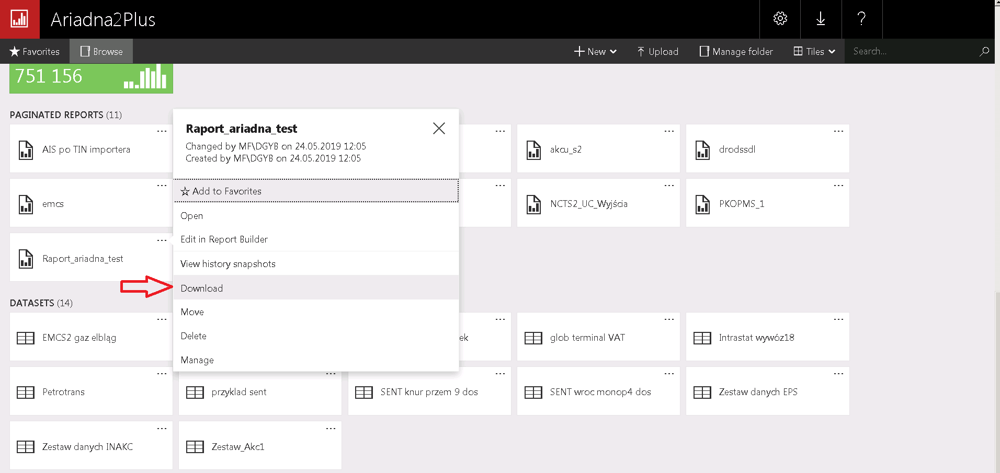 Ariadna2Plus
Favorites
Browse
New
Upload
Manage folder
Tiles
Search...
751 156
PAGINATED REPORTS (11)
AIS po TIN importera
akcu_s2
drodssdl
emcs
NCTS2_UC_Wyjścia
PKOPMS_1
Raport_ariadna_test
Raport_ariadna_test
Changed by MF\DGYB on 24.05.2019 12:05
Created by MF\DGYB on 24.05.2019 12:05
Add to Favorites
Open
Edit in Report Builder
View history snapshots
Download
Move
Delete
Manage
DATASETS (14)
EMCS2 gaz elbląg
ek
glob terminal VAT
Intrastat wywóz18
Petrotrans
przyklad sent
SENT knur przem 9 dos
SENT wroc monop4 dos
Zestaw danych EPS
Zestaw danych INAKC
Zestaw_Akc1